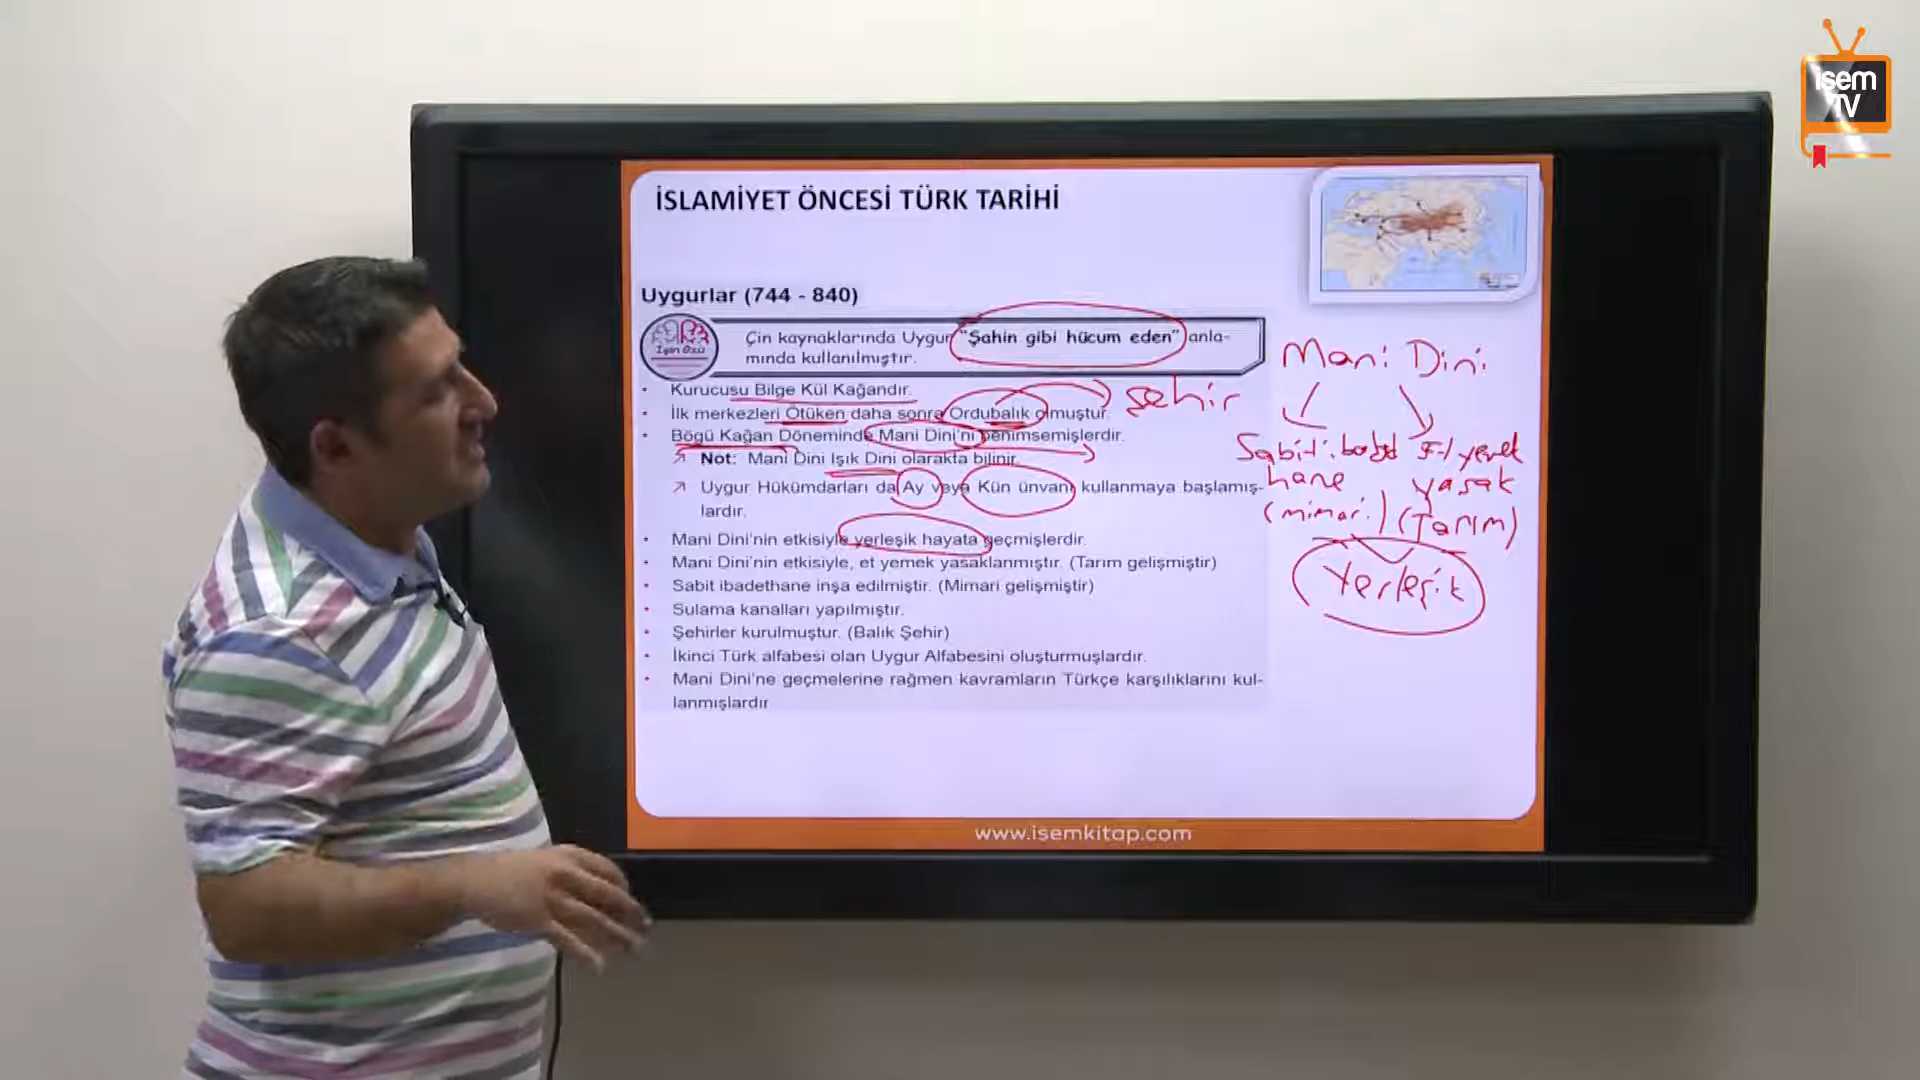 isem
TV
İSLAMİYET ÖNCESİ TÜRK TARİHİ
Uygurlar (744 - 840)
İşin Özü
Çin kaynaklarında Uygur "Şahin gibi hücum eden" anla-
mında kullanılmıştır.
• Kurucusu Bilge Kül Kağandır.
• İlk merkezleri Ötüken daha sonra Ordubalık olmuştur.
şehir
• Bögü Kağan Döneminde Mani Dini'ni benimsemişlerdir.
Not: Mani Dini Işık Dini olarakta bilinir.
Uygur Hükümdarları da Ay veya Kün ünvanı kullanmaya başlamış-
lardır.
• Mani Dini'nin etkisiyle yerleşik hayata geçmişlerdir.
• Mani Dini'nin etkisiyle, et yemek yasaklanmıştır. (Tarım gelişmiştir)
• Sabit ibadethane inşa edilmiştir. (Mimari gelişmiştir)
• Sulama kanalları yapılmıştır.
• Şehirler kurulmuştur. (Balık Şehir)
• İkinci Türk alfabesi olan Uygur Alfabesini oluşturmuşlardır.
• Mani Dini'ne geçmelerine rağmen kavramların Türkçe karşılıklarını kul-
lanmışlardır
Mani Dini
Sabit Et yemek
hane yasak
(mimari) (Tarım)
Yerleşik
www.isemkitap.com